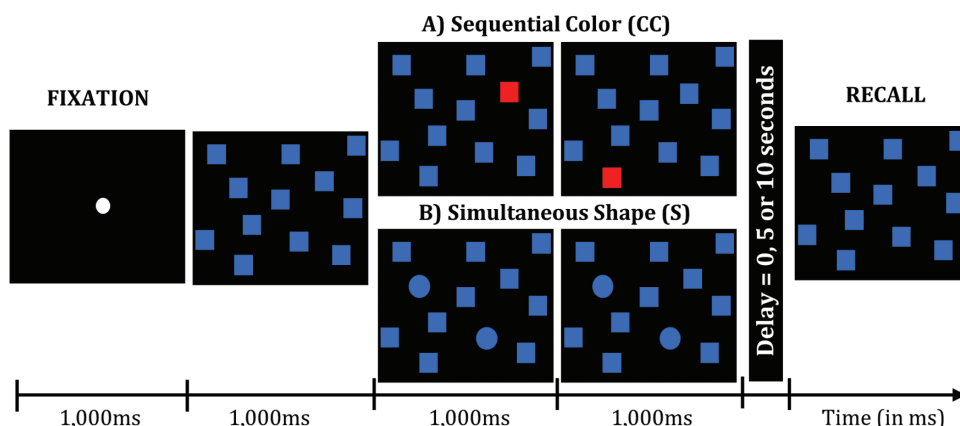 A) Sequential Color (CC)
FIXATION
RECALL
Delay = 0, 5 or 10 seconds
B) Simultaneous Shape (S)
1,000ms
1,000ms
1,000ms
1,000ms
Time (in ms)